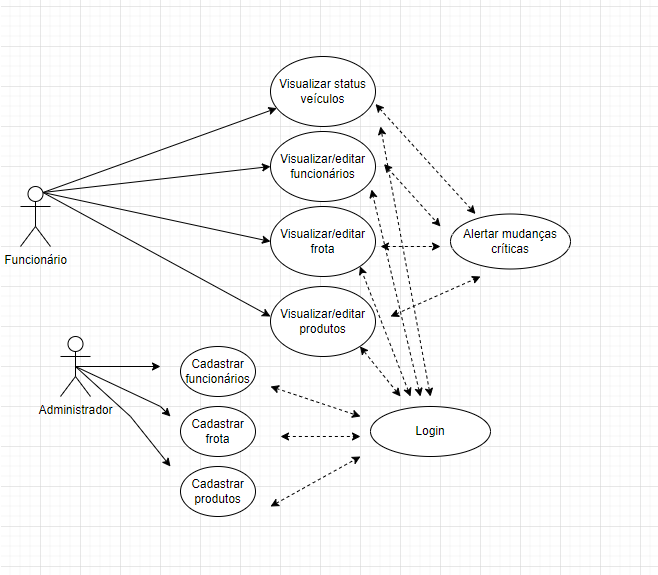 Visualizar status
veículos
Visualizar/editar
funcionários
Visualizar/editar
frota
Alertar mudanças
críticas
Funcionário
Visualizar/editar
produtos
Cadastrar
funcionários
Administrador
Cadastrar
frota
Login
Cadastrar
produtos